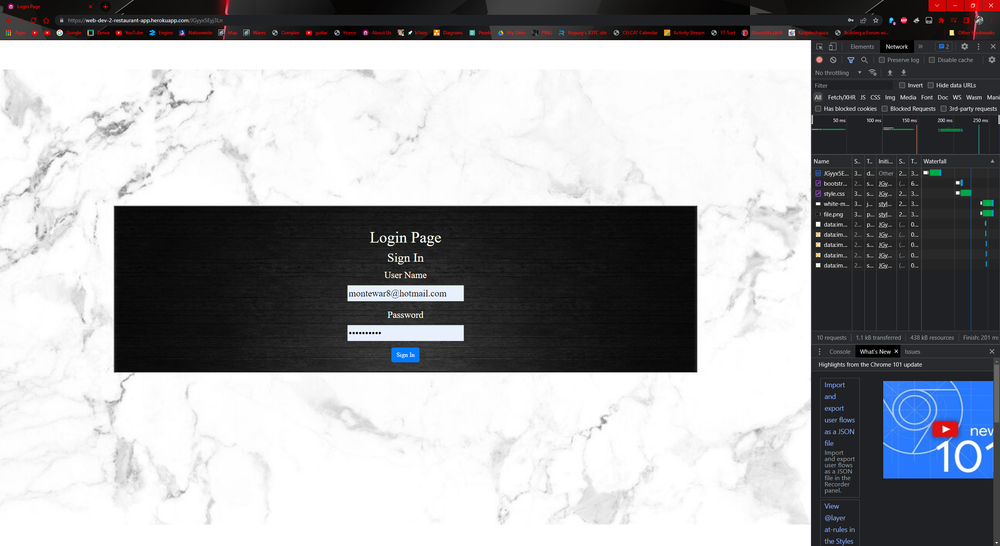 Login Page
https://web-dev-2-restaurant-app.herokuapp.com/JGyyx5Eyj3Ln
Apps Google Zenva YouTube Engine Nationwide Map Wares Complex guitar Home About Us b1nzy Diagrams Pexels My Drive PING Roguey's X3TC site CELCAT Calendar Activity Stream YT Sort Akasztófa játék Közpénzhajsza Building a Forum wi... Other bookmarks
Login Page
Sign In
User Name
montewar8@hotmail.com
Password
••••••••••
Sign In
Elements Network 2
Preserve log Disable cache
No throttling
Filter Invert Hide data URLs
All Fetch/XHR JS CSS Img Media Font Doc WS Wasm Mani
Has blocked cookies Blocked Requests 3rd-party requests
50 ms 100 ms 150 ms 200 ms 250 ms
Name S... T... Initi... S... T... Waterfall
JGyyx5E... 3... d... Other 2... 3...
bootstr... 2... s... JGy... (... 6...
style.css 3... s... JGy... 2... 3...
white-m... 3... j... styl... 2... 3...
file.png 3... p... styl... 2... 3...
data:im... 2... p... JGy... (... 0...
data:im... 2... s... JGy... (... 0...
data:im... 2... s... JGy... (... 0...
data:im... 2... s... JGy... (... 0...
data:im... 2... s... JGy... (... 0...
10 requests 1.1 kB transferred 438 kB resources Finish: 201 ms
Console What's New Issues
Highlights from the Chrome 101 update
Import
and
export
user flows
as a JSON
file
Import
and export
user flows
as a JSON
file in the
Recorder
panel.
new
101
View
@layer
at-rules in
the Styles